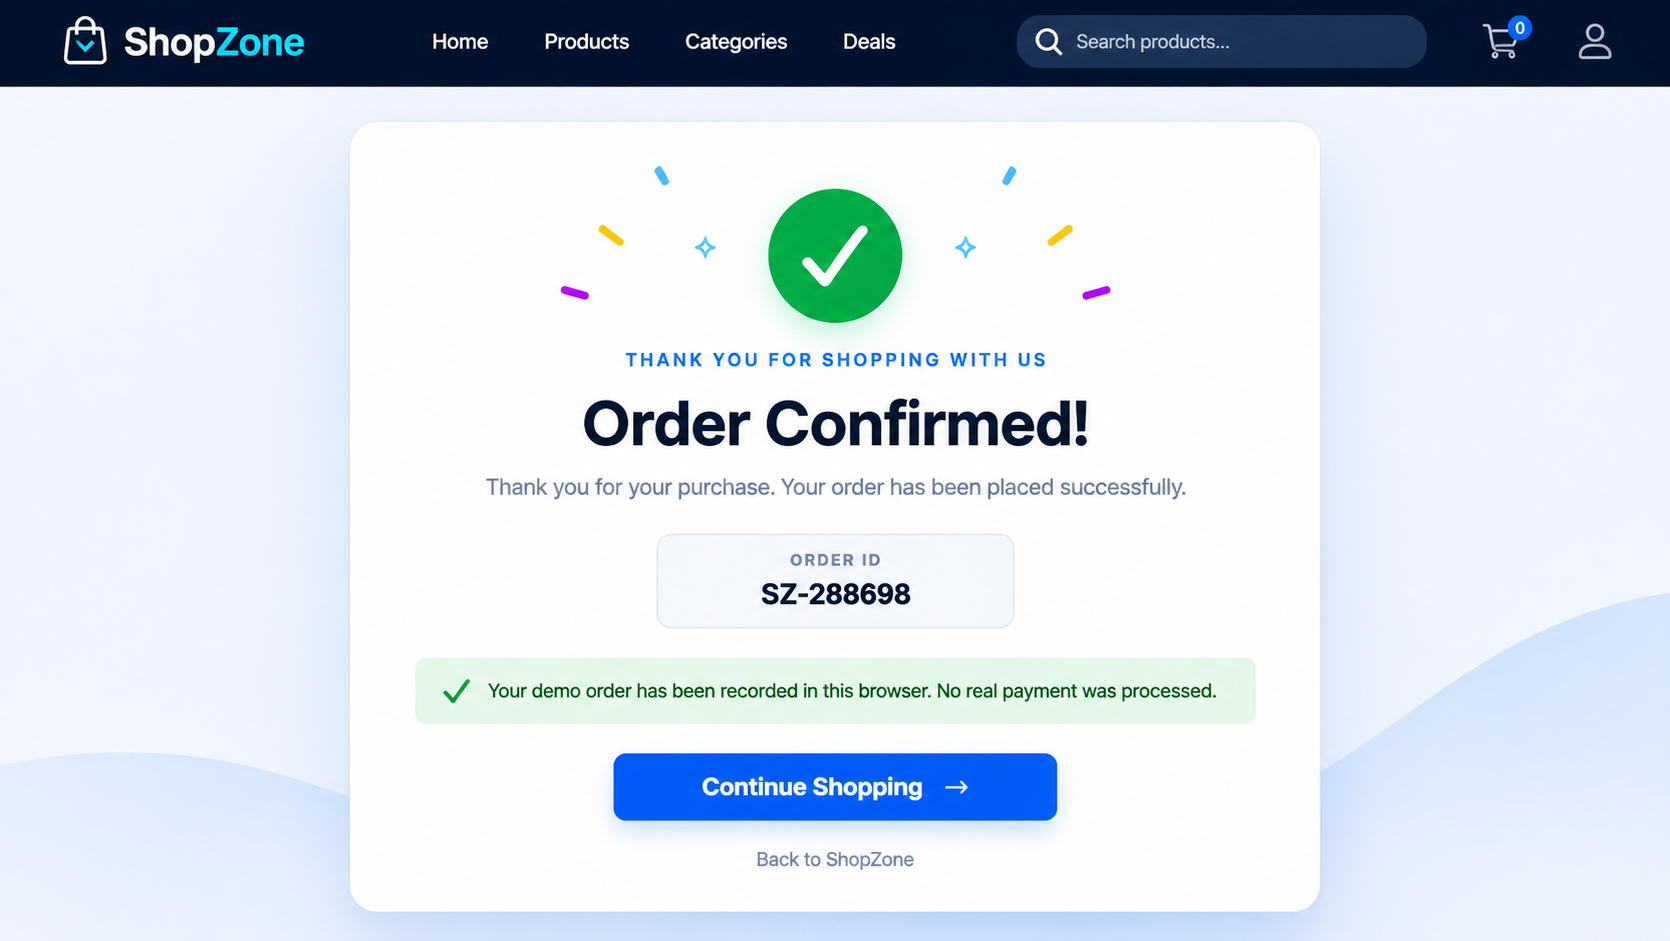 ShopZone
Home
Products
Categories
Deals
Search products...
0
THANK YOU FOR SHOPPING WITH US
Order Confirmed!
Thank you for your purchase. Your order has been placed successfully.
ORDER ID
SZ-288698
Your demo order has been recorded in this browser. No real payment was processed.
Continue Shopping →
Back to ShopZone